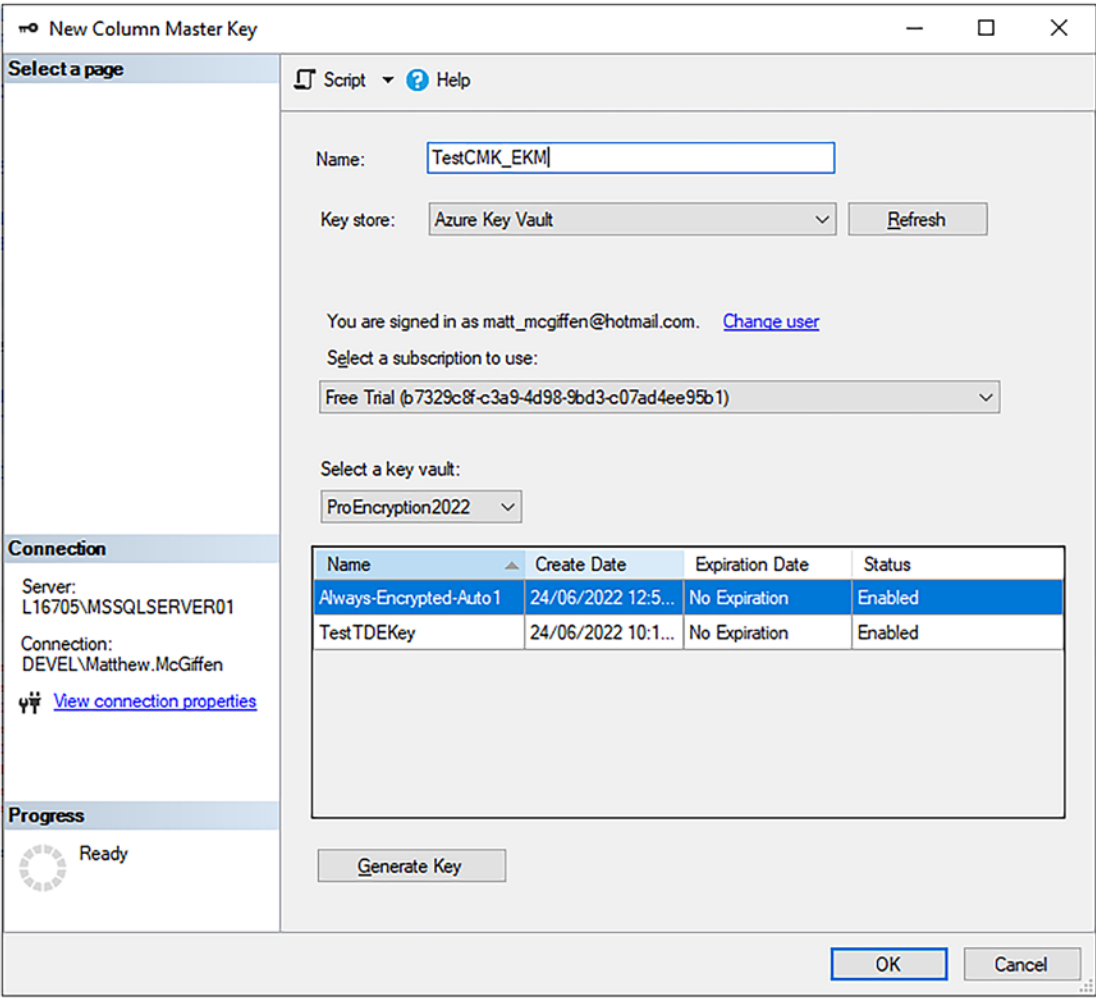 New Column Master Key
Select a page
Script Help
Name: TestCMK_EKM
Key store: Azure Key Vault Refresh
You are signed in as matt_mcgiffen@hotmail.com. Change user
Select a subscription to use:
Free Trial (b7329c8f-c3a9-4d98-9bd3-c07ad4ee95b1)
Select a key vault:
ProEncryption2022
Name Create Date Expiration Date Status
Always-Encrypted-Auto1 24/06/2022 12:5... No Expiration Enabled
TestTDEKey 24/06/2022 10:1... No Expiration Enabled
Generate Key
Connection
Server:
L16705\MSSQLSERVER01
Connection:
DEVEL\Matthew.McGiffen
View connection properties
Progress
Ready
OK Cancel